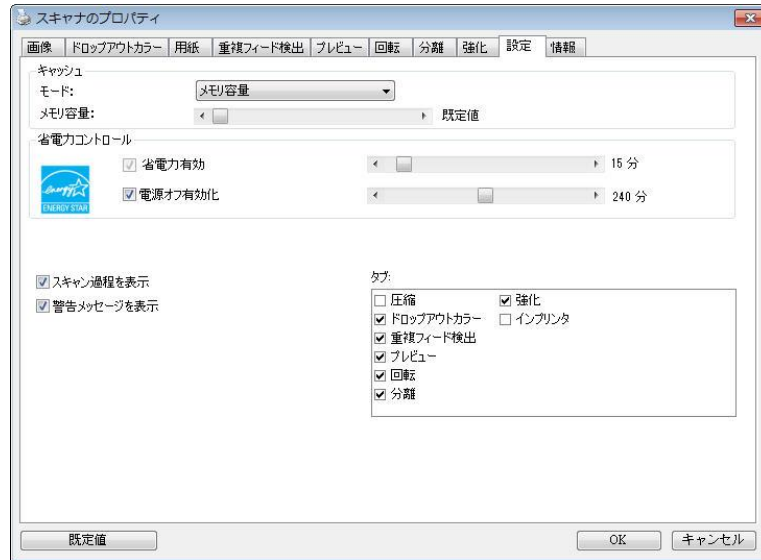 スキャナのプロパティ
画像 ドロップアウトカラー 用紙 重複フィード検出 プレビュー 回転 分離 強化 設定 情報
キャッシュ
モード: メモリ容量
メモリ容量: 既定値
省電力コントロール
省電力有効 15 分
energy
ENERGY STAR
電源オフ有効化 240 分
スキャン過程を表示
警告メッセージを表示
タブ:
圧縮 強化
ドロップアウトカラー インプリンタ
重複フィード検出
プレビュー
回転
分離
既定値 OK キャンセル